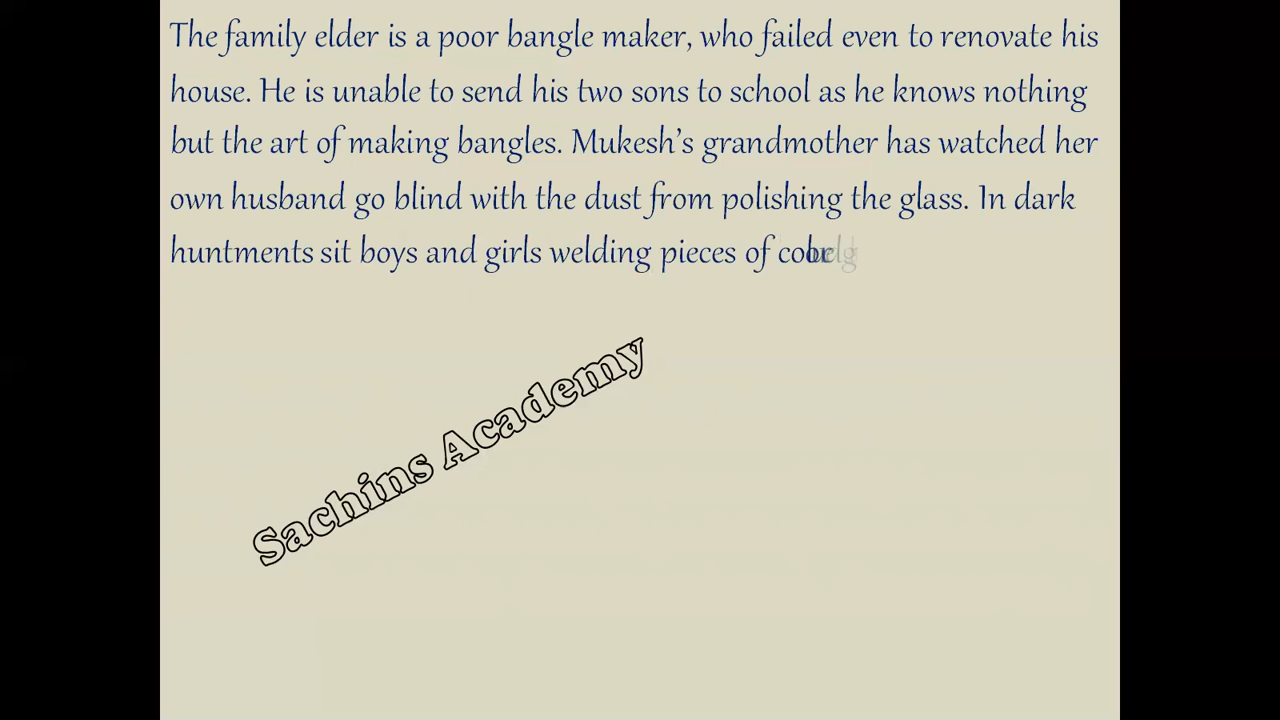 The family elder is a poor bangle maker, who failed even to renovate his
house. He is unable to send his two sons to school as he knows nothing
but the art of making bangles. Mukesh's grandmother has watched her
own husband go blind with the dust from polishing the glass. In dark
huntments sit boys and girls welding pieces of
Sachins Academy